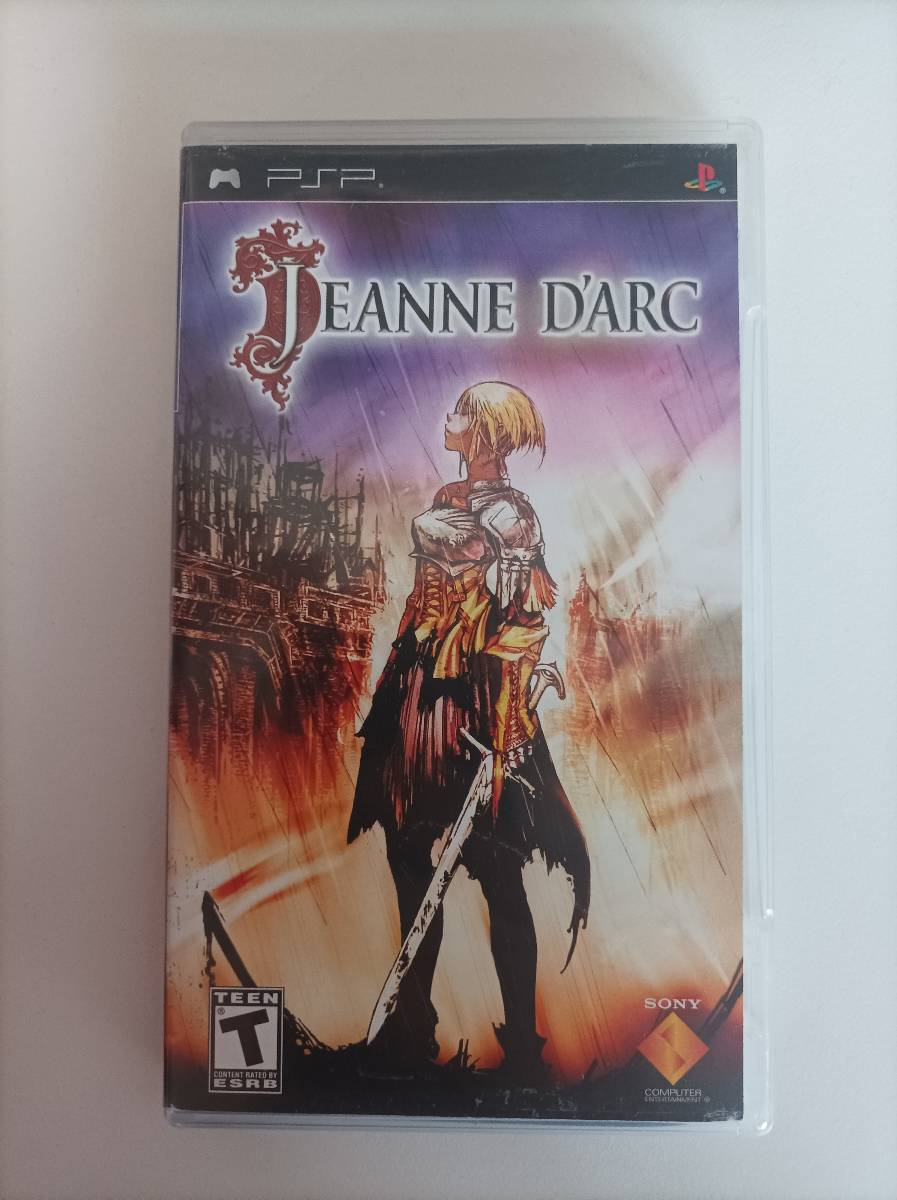 PSP®
JEANNE D'ARC
TEEN
®
T
CONTENT RATED BY
ESRB
SONY
COMPUTER
ENTERTAINMENT®